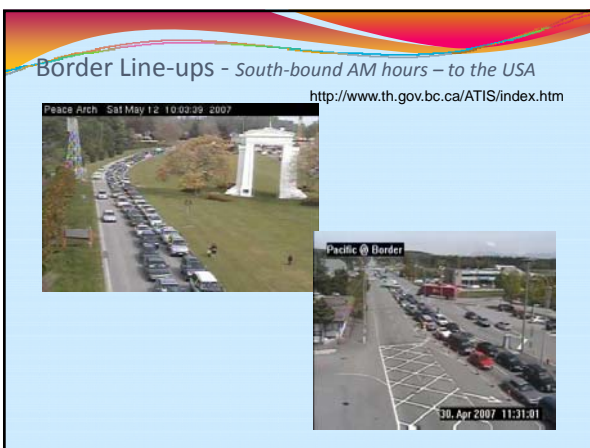 Border Line-ups - South-bound AM hours – to the USA
http://www.th.gov.bc.ca/ATIS/index.htm
Peace Arch Sat May 12 10:03:39 2007
Pacific @ Border
30. Apr 2007 11:31:01